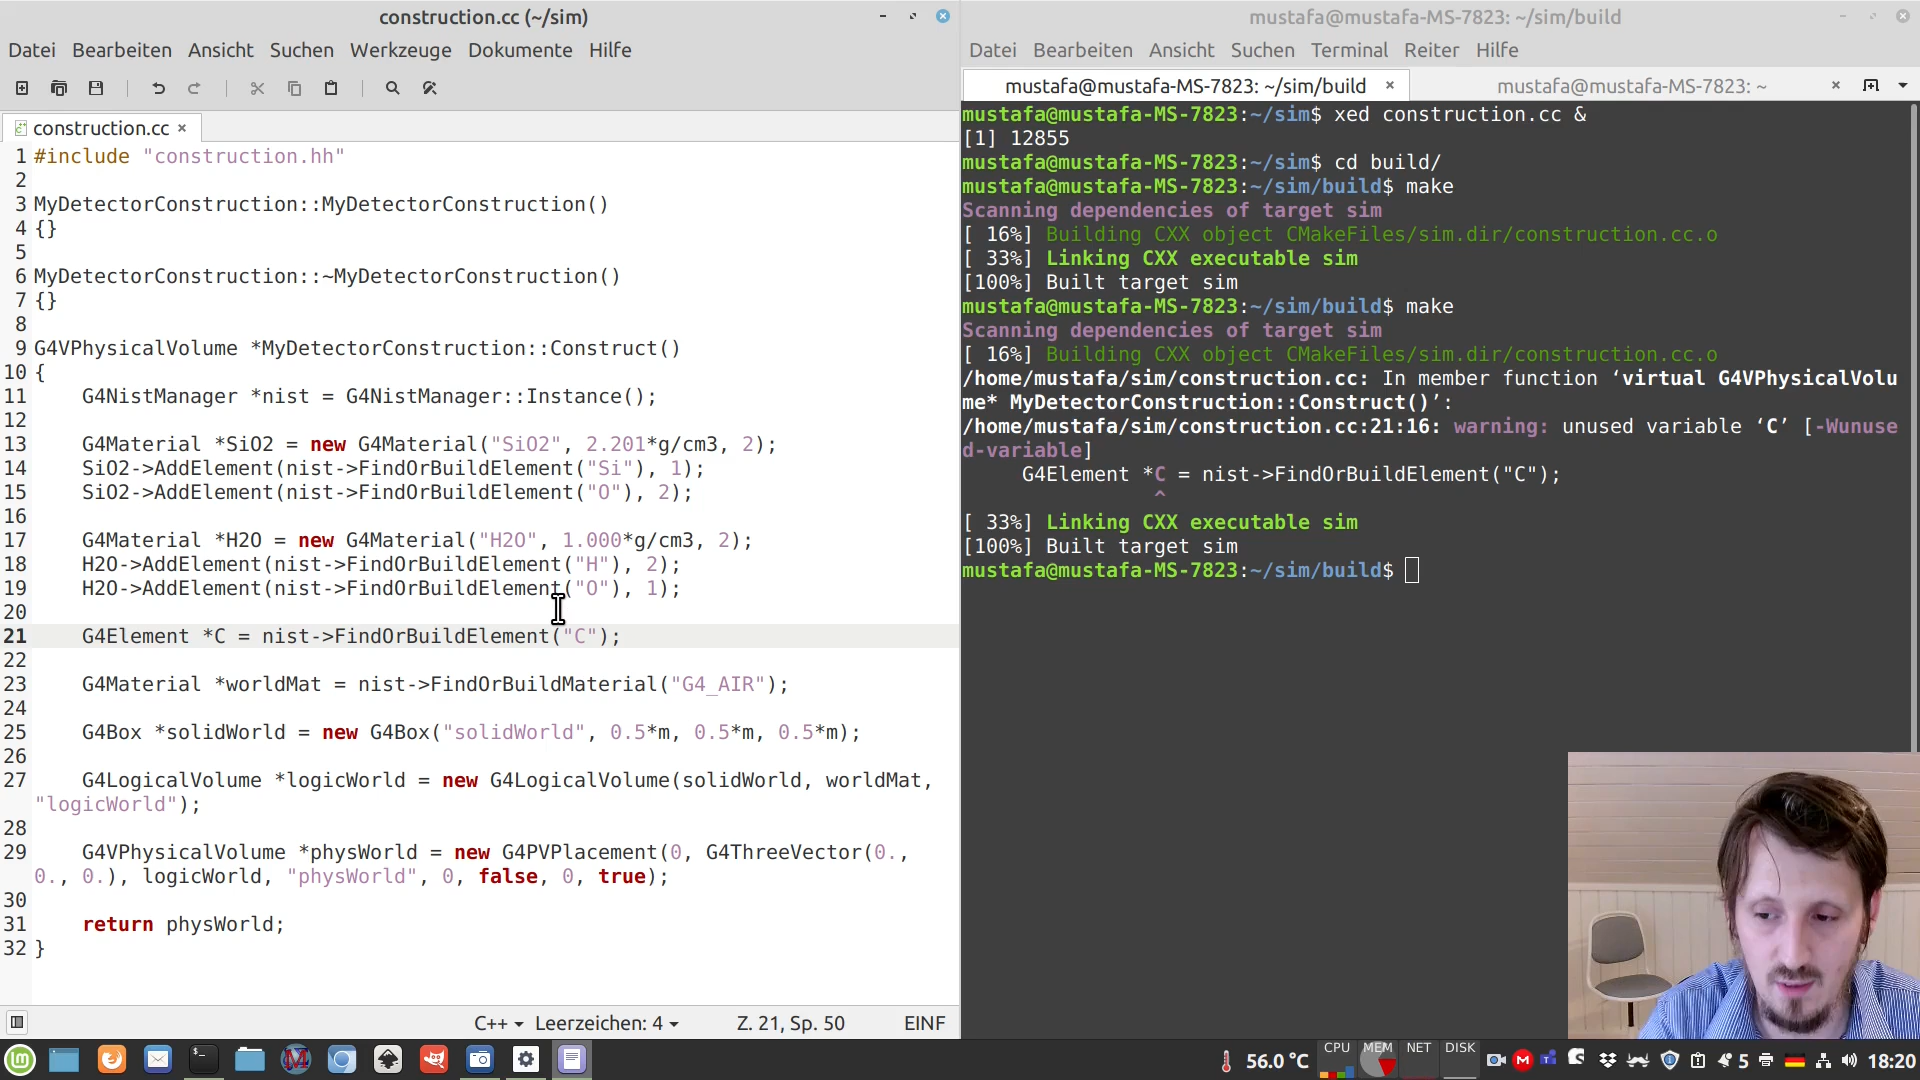 construction.cc (~/sim)
Datei Bearbeiten Ansicht Suchen Werkzeuge Dokumente Hilfe
construction.cc ×
1 #include "construction.hh"
2
3 MyDetectorConstruction::MyDetectorConstruction()
4 {}
5
6 MyDetectorConstruction::~MyDetectorConstruction()
7 {}
8
9 G4VPhysicalVolume *MyDetectorConstruction::Construct()
10 {
11     G4NistManager *nist = G4NistManager::Instance();
12
13     G4Material *SiO2 = new G4Material("SiO2", 2.201*g/cm3, 2);
14     SiO2->AddElement(nist->FindOrBuildElement("Si"), 1);
15     SiO2->AddElement(nist->FindOrBuildElement("O"), 2);
16
17     G4Material *H2O = new G4Material("H2O", 1.000*g/cm3, 2);
18     H2O->AddElement(nist->FindOrBuildElement("H"), 2);
19     H2O->AddElement(nist->FindOrBuildElement("O"), 1);
20
21     G4Element *C = nist->FindOrBuildElement("C");
22
23     G4Material *worldMat = nist->FindOrBuildMaterial("G4_AIR");
24
25     G4Box *solidWorld = new G4Box("solidWorld", 0.5*m, 0.5*m, 0.5*m);
26
27     G4LogicalVolume *logicWorld = new G4LogicalVolume(solidWorld, worldMat,
"logicWorld");
28
29     G4VPhysicalVolume *physWorld = new G4PVPlacement(0, G4ThreeVector(0.,
0., 0.), logicWorld, "physWorld", 0, false, 0, true);
30
31     return physWorld;
32 }
C++ Leerzeichen: 4 Z. 21, Sp. 50 EINF
mustafa@mustafa-MS-7823: ~/sim/build
Datei Bearbeiten Ansicht Suchen Terminal Reiter Hilfe
mustafa@mustafa-MS-7823: ~/sim/build × mustafa@mustafa-MS-7823: ~ ×
mustafa@mustafa-MS-7823:~/sim$ xed construction.cc &
[1] 12855
mustafa@mustafa-MS-7823:~/sim$ cd build/
mustafa@mustafa-MS-7823:~/sim/build$ make
Scanning dependencies of target sim
[ 16%] Building CXX object CMakeFiles/sim.dir/construction.cc.o
[ 33%] Linking CXX executable sim
[100%] Built target sim
mustafa@mustafa-MS-7823:~/sim/build$ make
Scanning dependencies of target sim
[ 16%] Building CXX object CMakeFiles/sim.dir/construction.cc.o
/home/mustafa/sim/construction.cc: In member function ‘virtual G4VPhysicalVolu
me* MyDetectorConstruction::Construct()’:
/home/mustafa/sim/construction.cc:21:16: warning: unused variable ‘C’ [-Wunuse
d-variable]
     G4Element *C = nist->FindOrBuildElement("C");
                ^
[ 33%] Linking CXX executable sim
[100%] Built target sim
mustafa@mustafa-MS-7823:~/sim/build$
56.0 °C CPU MEM NET DISK 5 18:20